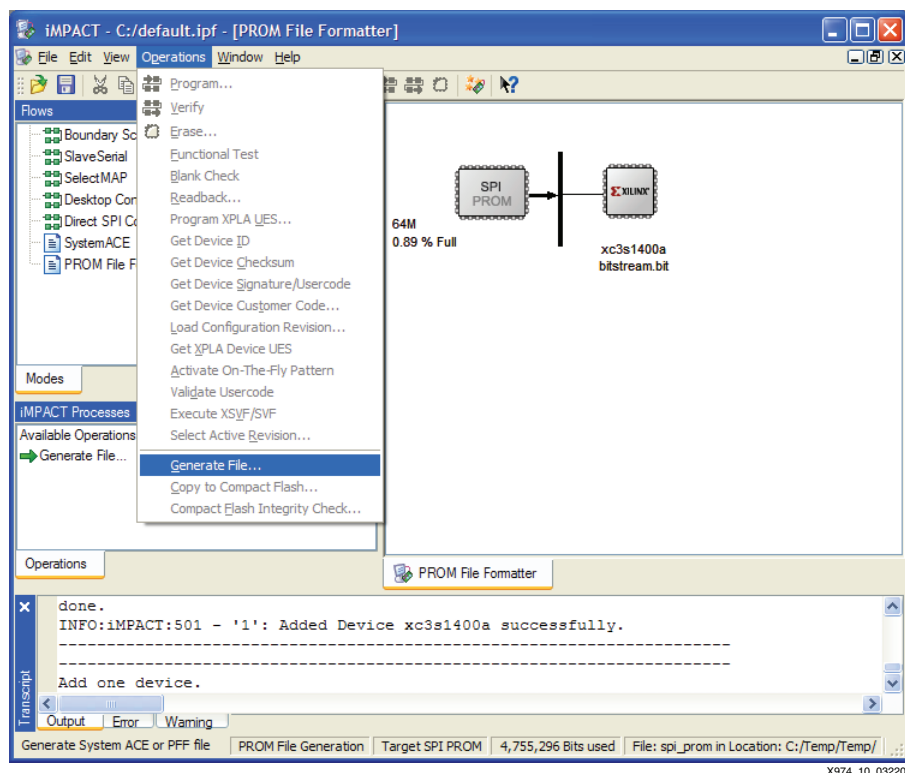 iMPACT - C:/default.ipf - [PROM File Formatter]
File Edit View Operations Window Help
Flows
Boundary Sc
SlaveSerial
SelectMAP
Desktop Con
Direct SPI Co
SystemACE
PROM File F
Modes
iMPACT Processes
Available Operations
Generate File...
Operations
Program...
Verify
Erase...
Functional Test
Blank Check
Readback...
Program XPLA UES...
Get Device ID
Get Device Checksum
Get Device Signature/Usercode
Get Device Customer Code...
Load Configuration Revision...
Get XPLA Device UES
Activate On-The-Fly Pattern
Validate Usercode
Execute XSVF/SVF
Select Active Revision...
Generate File...
Copy to Compact Flash...
Compact Flash Integrity Check...
SPI
PROM
64M
0.89 % Full
XILINX
xc3s1400a
bitstream.bit
PROM File Formatter
done.
INFO:iMPACT:501 - '1': Added Device xc3s1400a successfully.
----------------------------------------------------------------------
----------------------------------------------------------------------
Add one device.
Transcript
Output Error Warning
Generate System ACE or PFF file PROM File Generation Target SPI PROM 4,755,296 Bits used File: spi_prom in Location: C:/Temp/Temp/
X974_10_03220